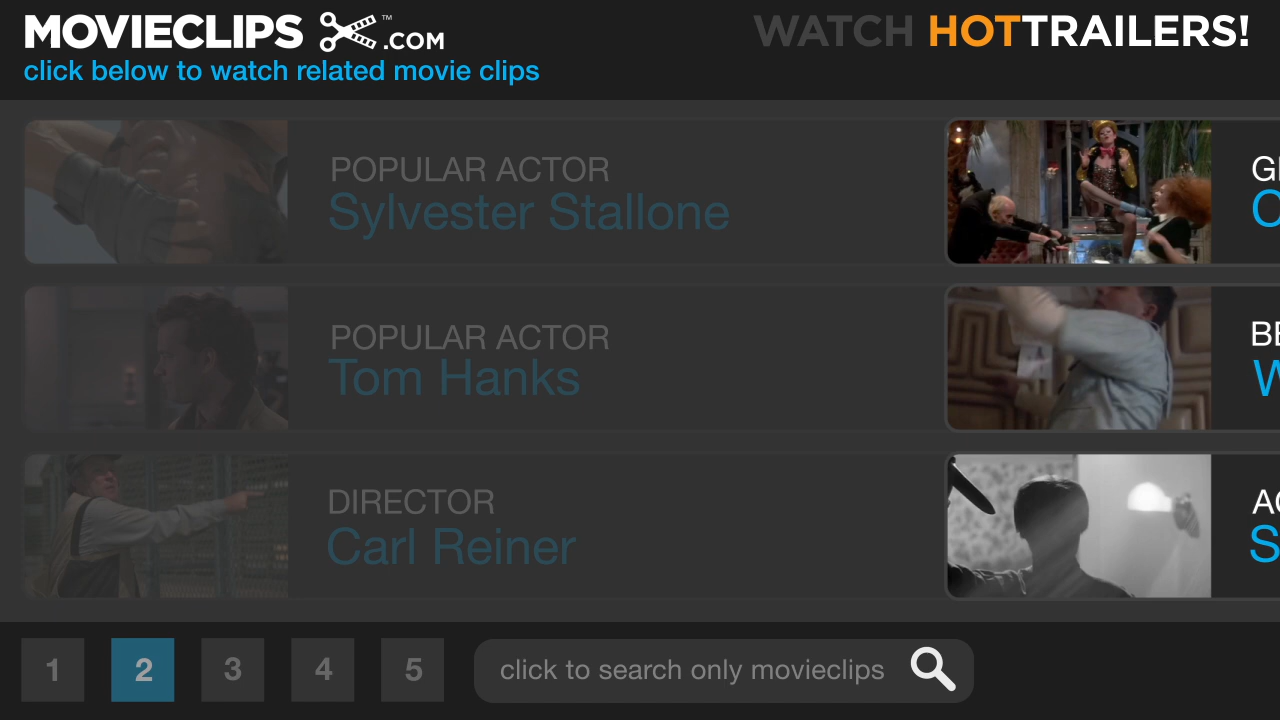 MOVIECLIPS ™ .COM
WATCH HOTTRAILERS!
click below to watch related movie clips
POPULAR ACTOR
Sylvester Stallone
POPULAR ACTOR
Tom Hanks
DIRECTOR
Carl Reiner
1 2 3 4 5
click to search only movieclips